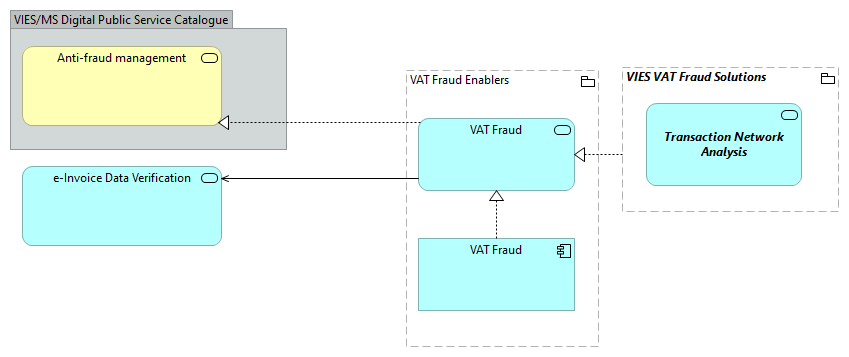 VIES/MS Digital Public Service Catalogue
Anti-fraud management
e-Invoice Data Verification
VAT Fraud Enablers
VAT Fraud
VAT Fraud
VIES VAT Fraud Solutions
Transaction Network
Analysis